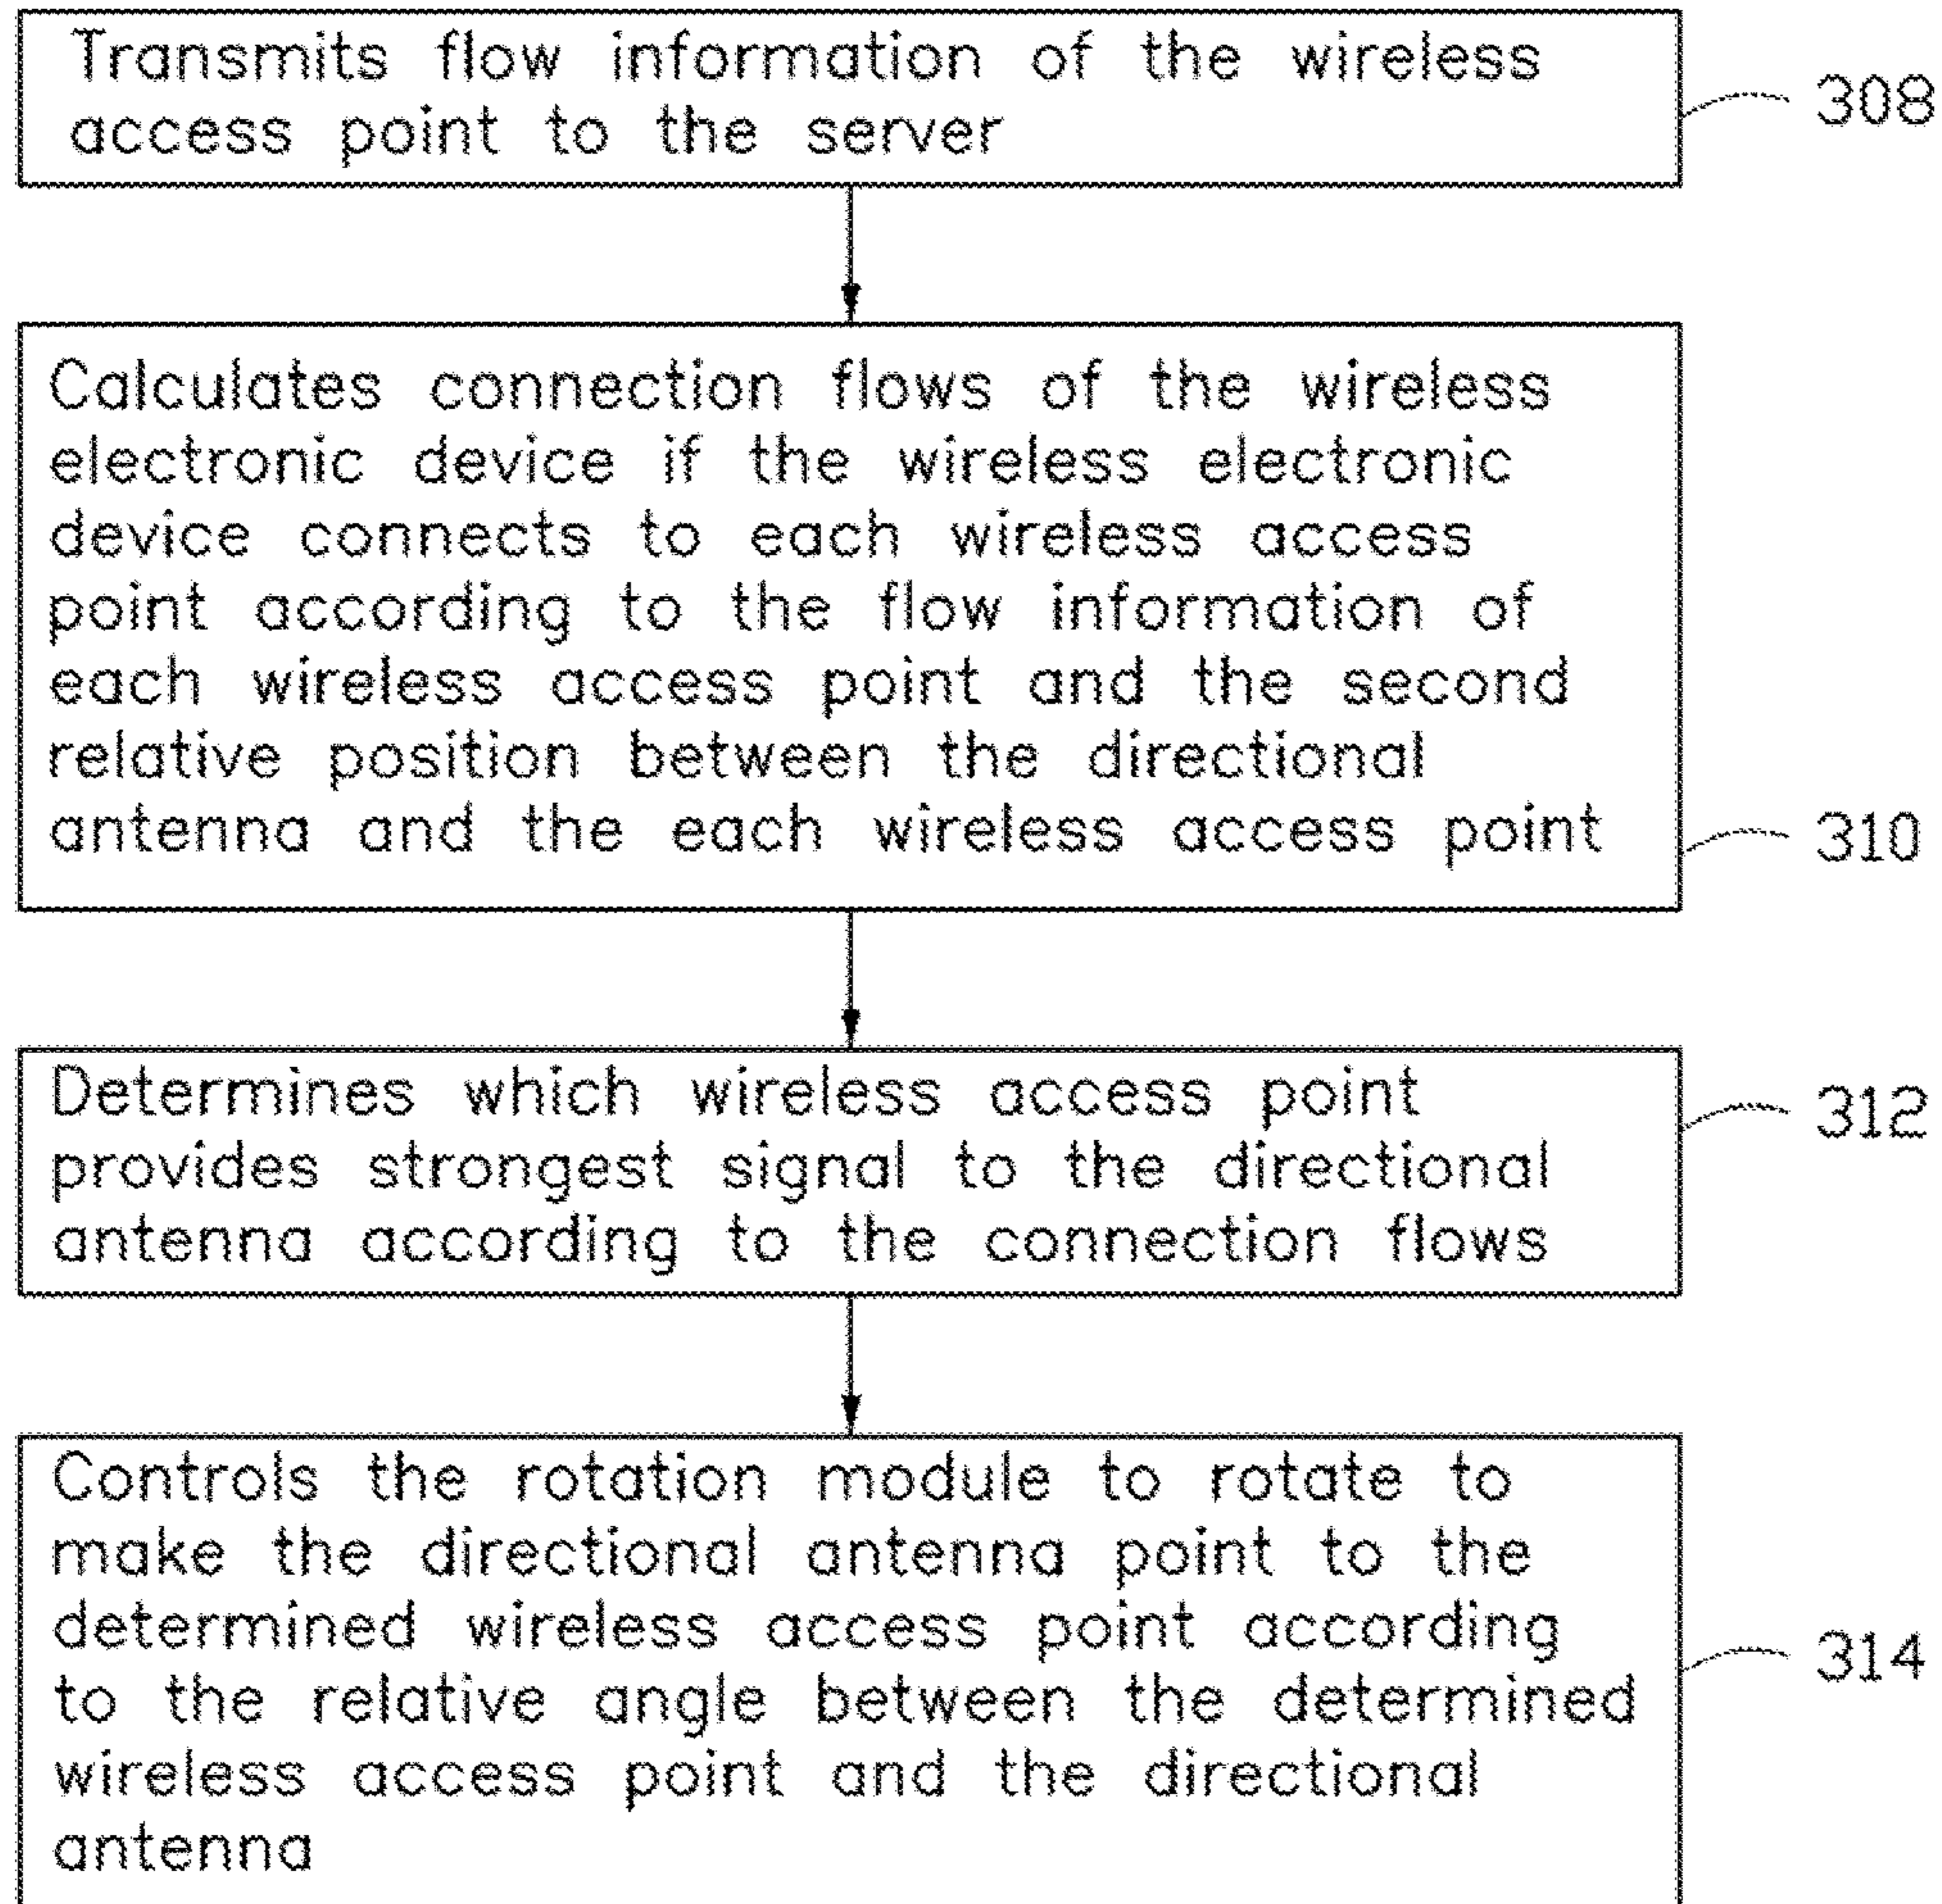 Transmits flow information of the wireless
access point to the server
308
Calculates connection flows of the wireless
electronic device if the wireless electronic
device connects to each wireless access
point according to the flow information of
each wireless access point and the second
relative position between the directional
antenna and the each wireless access point
310
Determines which wireless access point
provides strongest signal to the directional
antenna according to the connection flows
312
Controls the rotation module to rotate to
make the directional antenna point to the
determined wireless access point according
to the relative angle between the determined
wireless access point and the directional
antenna
314